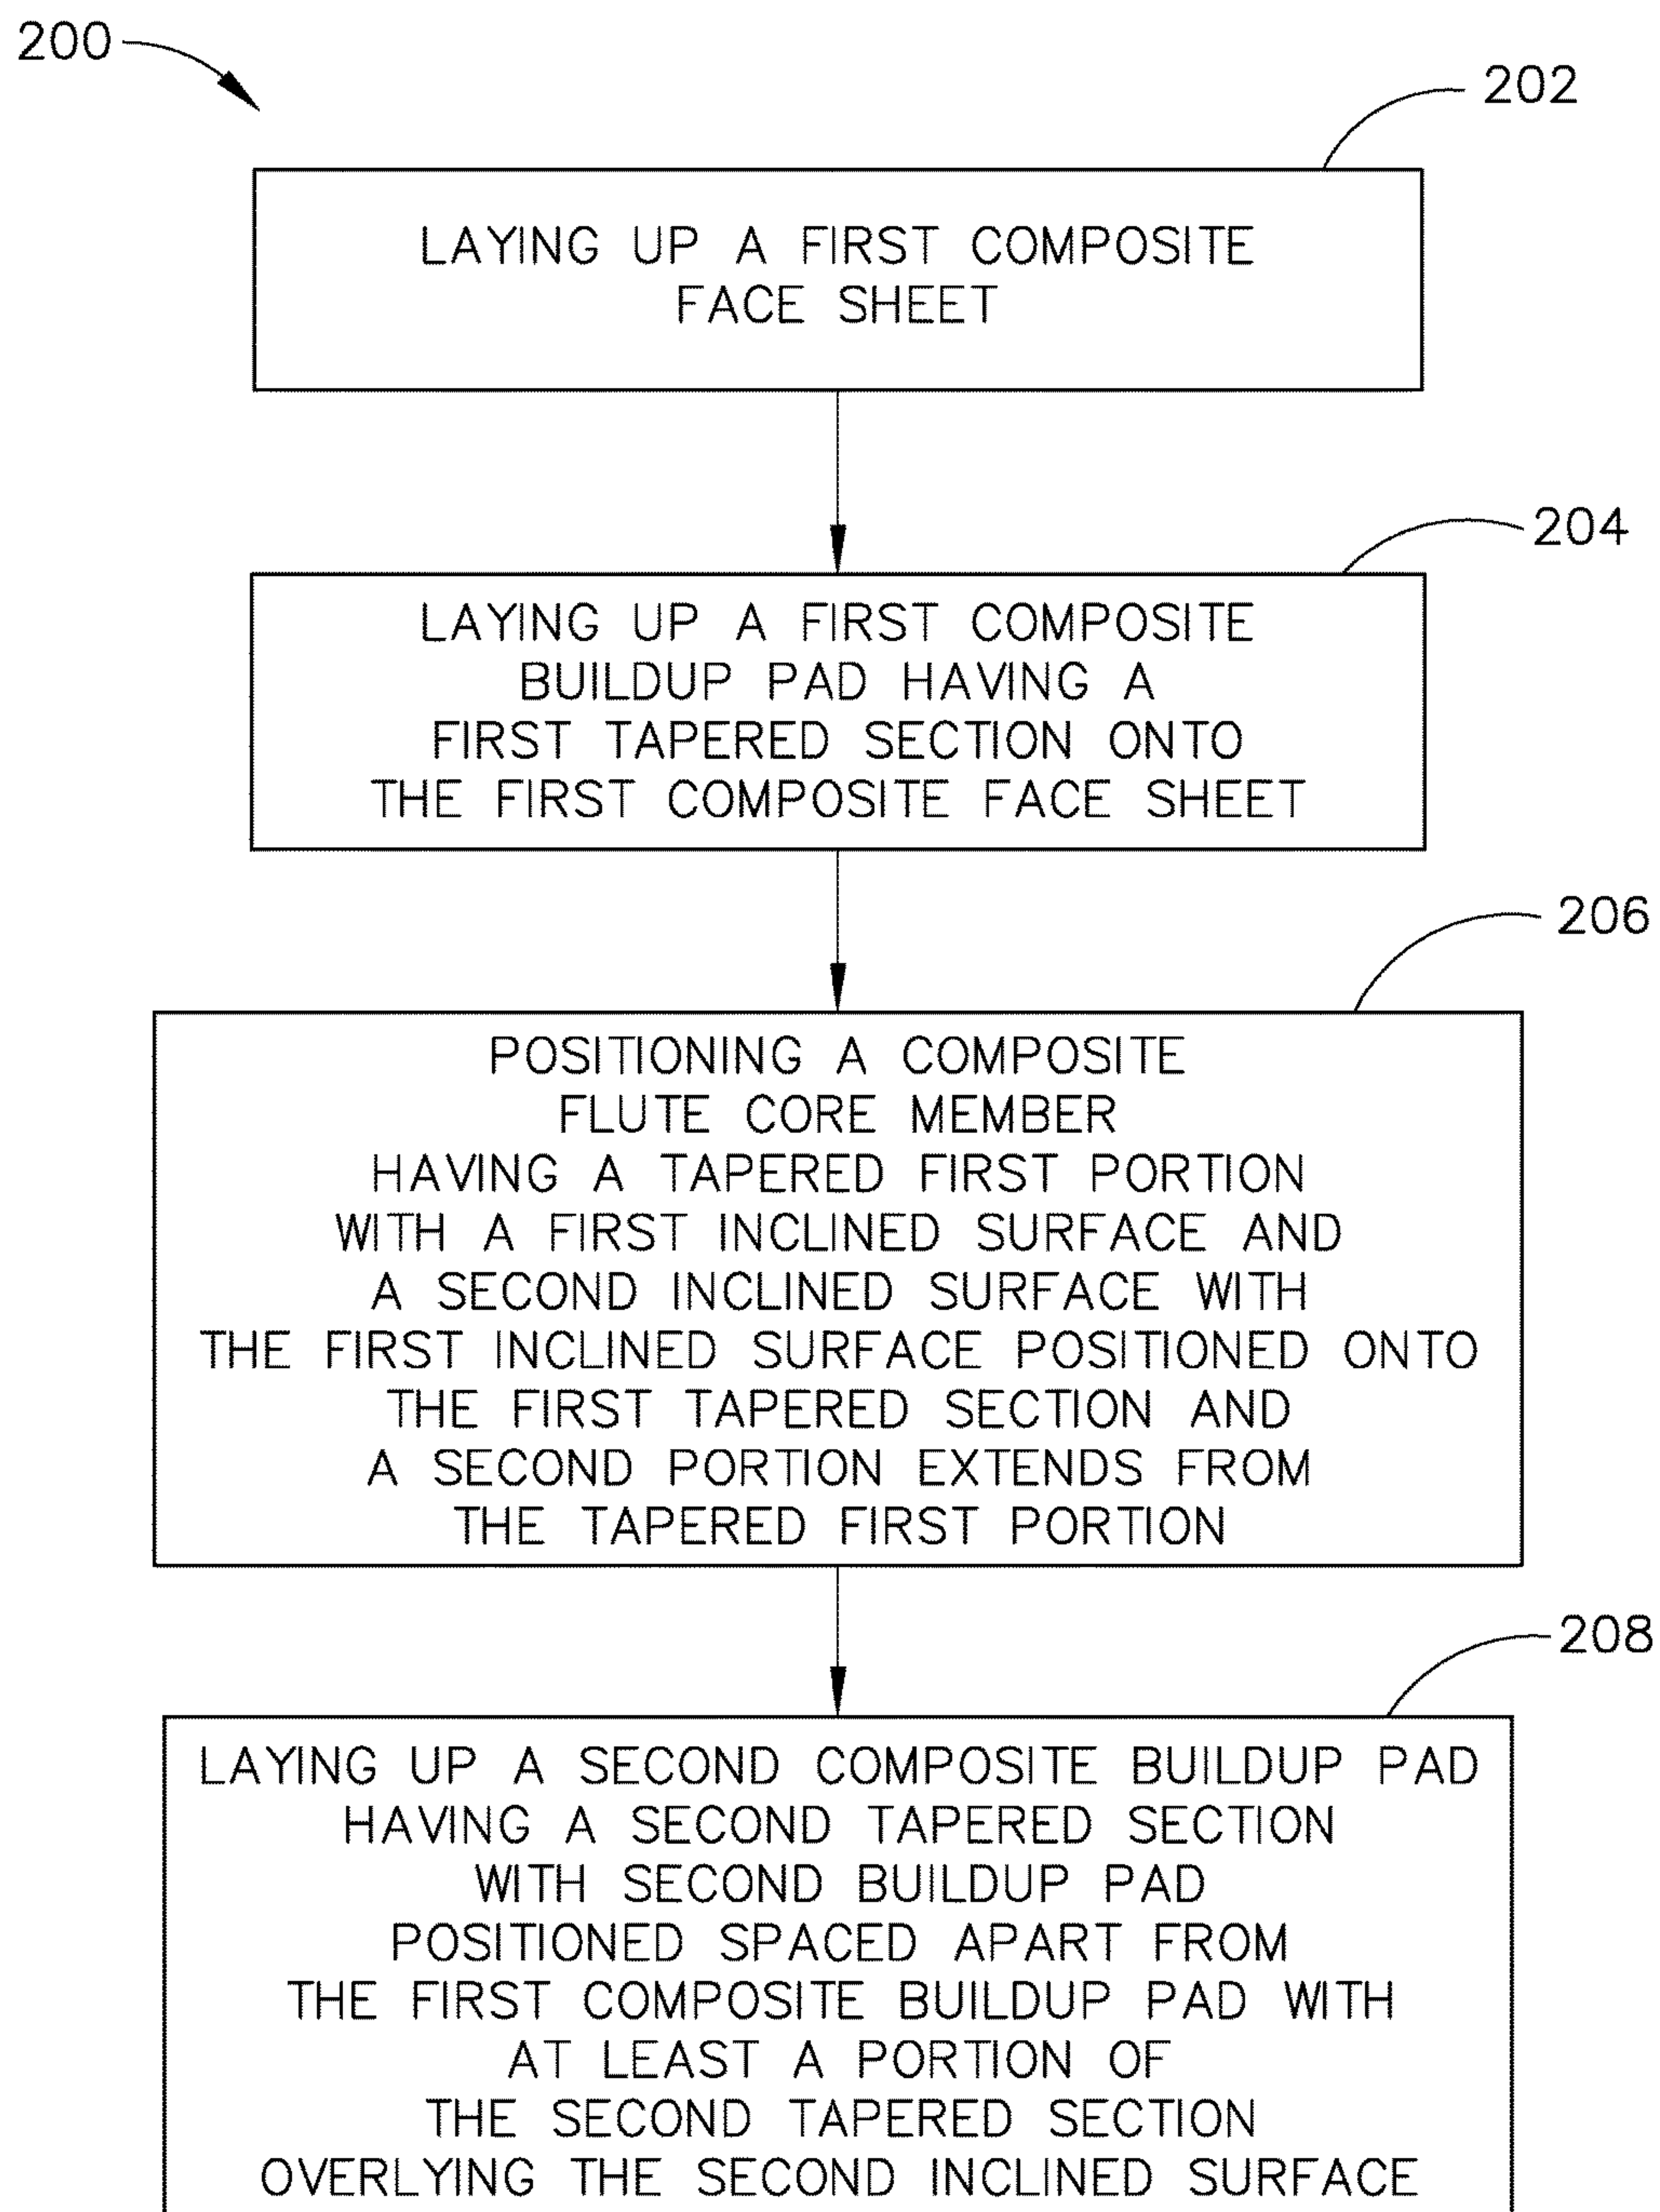 200
202
LAYING UP A FIRST COMPOSITE
FACE SHEET
204
LAYING UP A FIRST COMPOSITE
BUILDUP PAD HAVING A
FIRST TAPERED SECTION ONTO
THE FIRST COMPOSITE FACE SHEET
206
POSITIONING A COMPOSITE
FLUTE CORE MEMBER
HAVING A TAPERED FIRST PORTION
WITH A FIRST INCLINED SURFACE AND
A SECOND INCLINED SURFACE WITH
THE FIRST INCLINED SURFACE POSITIONED ONTO
THE FIRST TAPERED SECTION AND
A SECOND PORTION EXTENDS FROM
THE TAPERED FIRST PORTION
208
LAYING UP A SECOND COMPOSITE BUILDUP PAD
HAVING A SECOND TAPERED SECTION
WITH SECOND BUILDUP PAD
POSITIONED SPACED APART FROM
THE FIRST COMPOSITE BUILDUP PAD WITH
AT LEAST A PORTION OF
THE SECOND TAPERED SECTION
OVERLYING THE SECOND INCLINED SURFACE